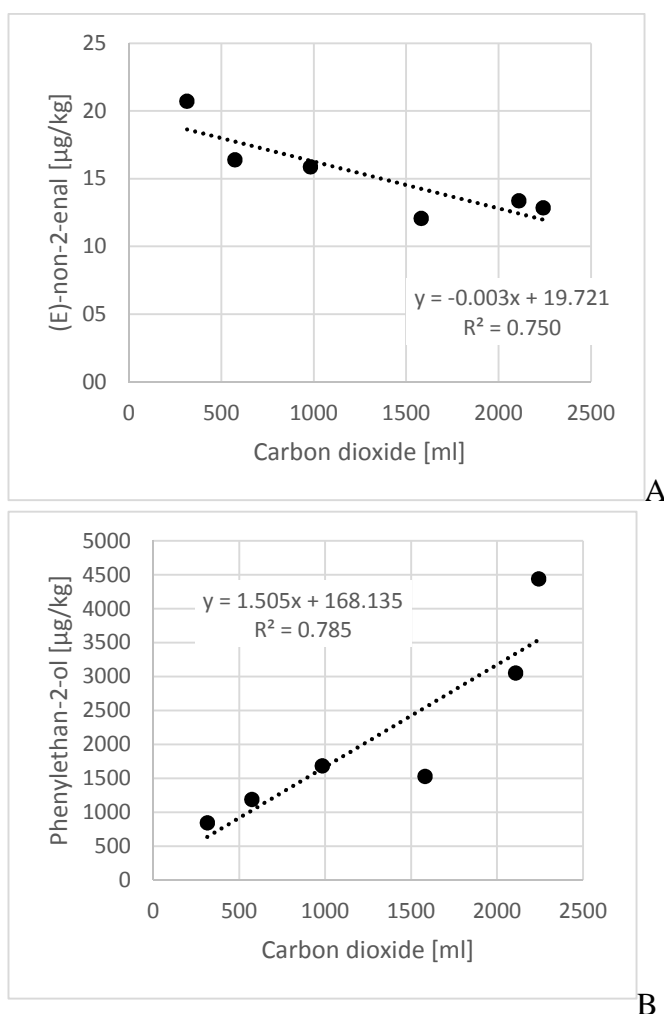 25
20
15
10
05
00
(E)-non-2-enal [µg/kg]
y = -0.003x + 19.721
R² = 0.750
0 500 1000 1500 2000 2500
Carbon dioxide [ml]
A
5000
4500
4000
3500
3000
2500
2000
1500
1000
500
0
Phenylethan-2-ol [µg/kg]
y = 1.505x + 168.135
R² = 0.785
0 500 1000 1500 2000 2500
Carbon dioxide [ml]
B